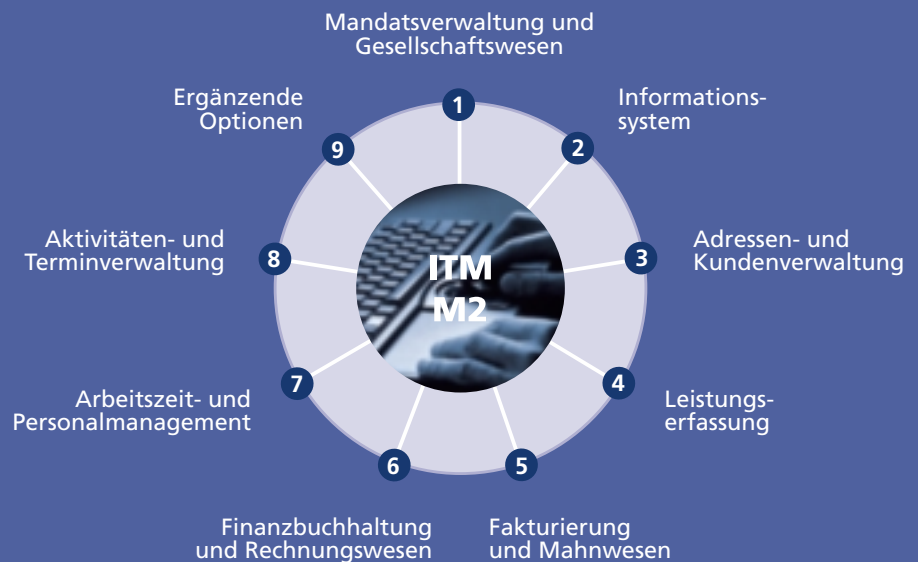 Mandatsverwaltung und
Gesellschaftswesen
1
Informations-
system
2
Adressen- und
Kundenverwaltung
3
Leistungs-
erfassung
4
Fakturierung
und Mahnwesen
5
Finanzbuchhaltung
und Rechnungswesen
6
Arbeitszeit- und
Personalmanagement
7
Aktivitäten- und
Terminverwaltung
8
Ergänzende
Optionen
9
ITM
M2